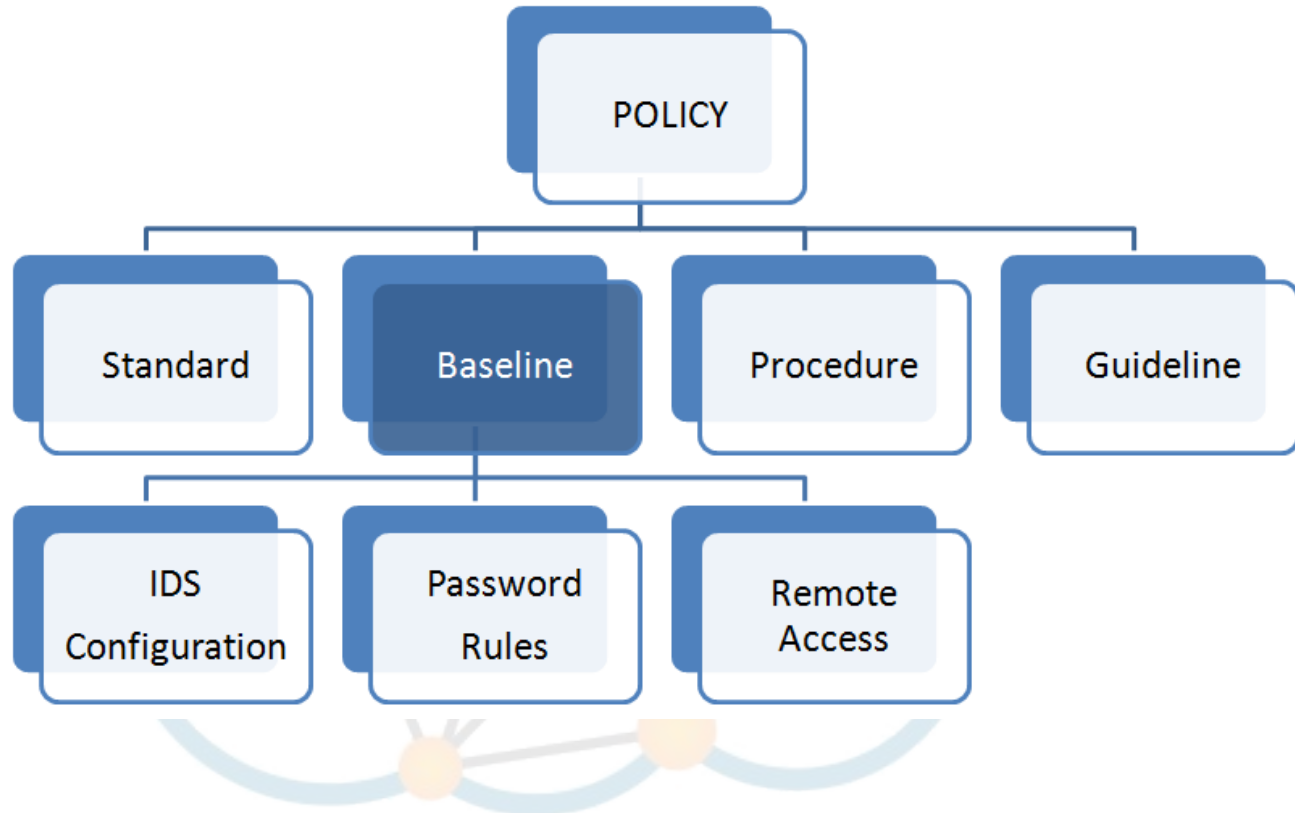 POLICY
Standard
Baseline
Procedure
Guideline
IDS
Configuration
Password
Rules
Remote
Access